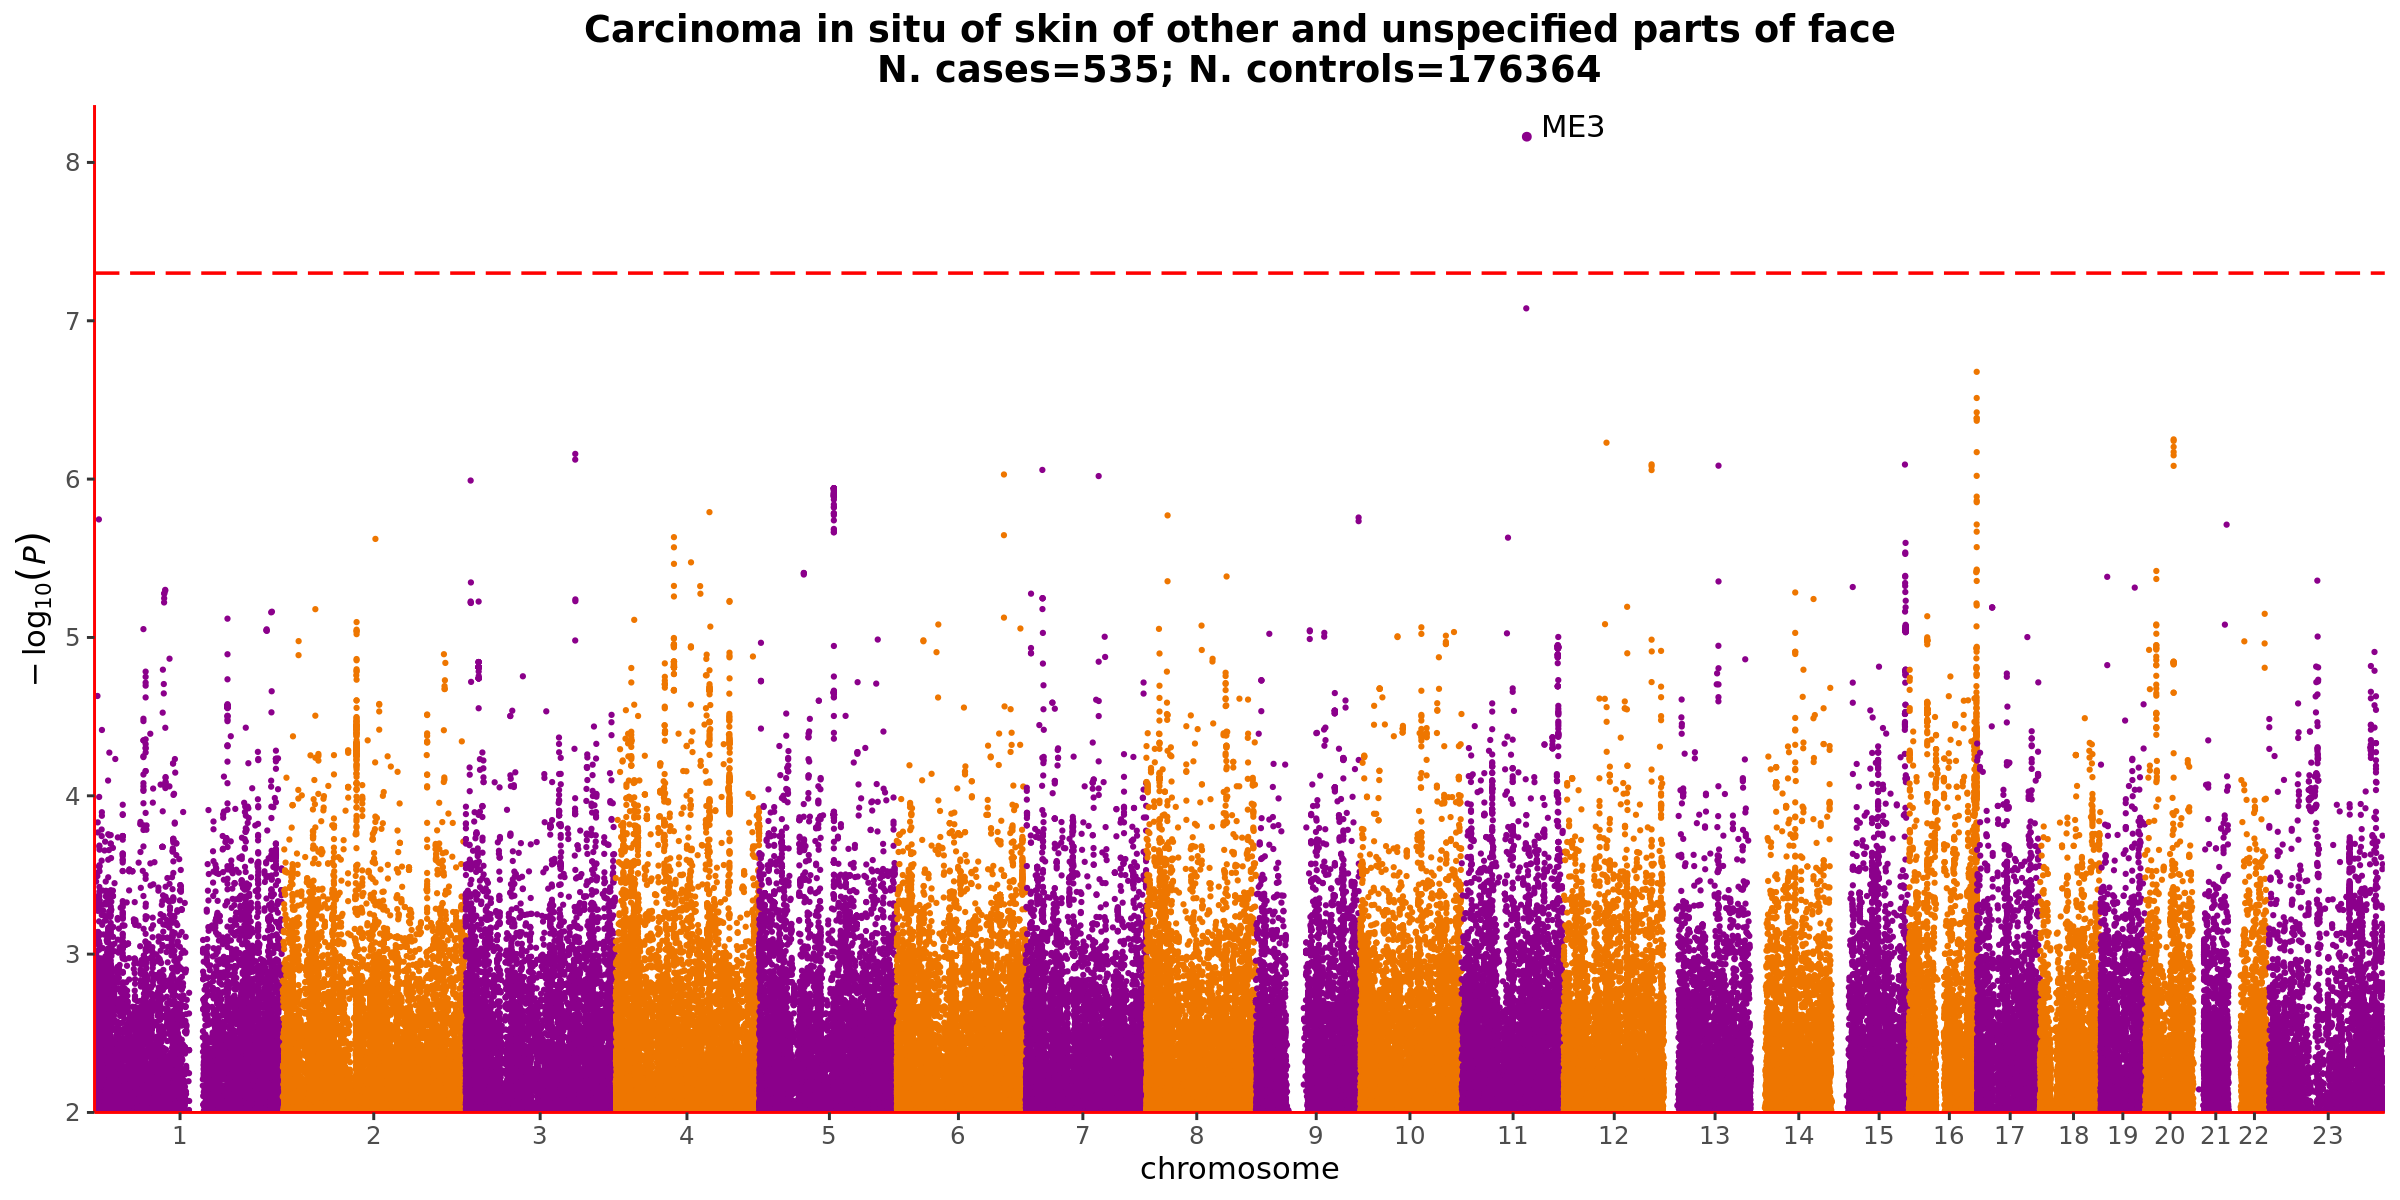 Carcinoma in situ of skin of other and unspecified parts of face
N. cases=535; N. controls=176364
ME3
8
7
6
5
4
3
2
−log₁₀(P)
1 2 3 4 5 6 7 8 9 10 11 12 13 14 15 16 17 18 19 20 21 22 23
chromosome